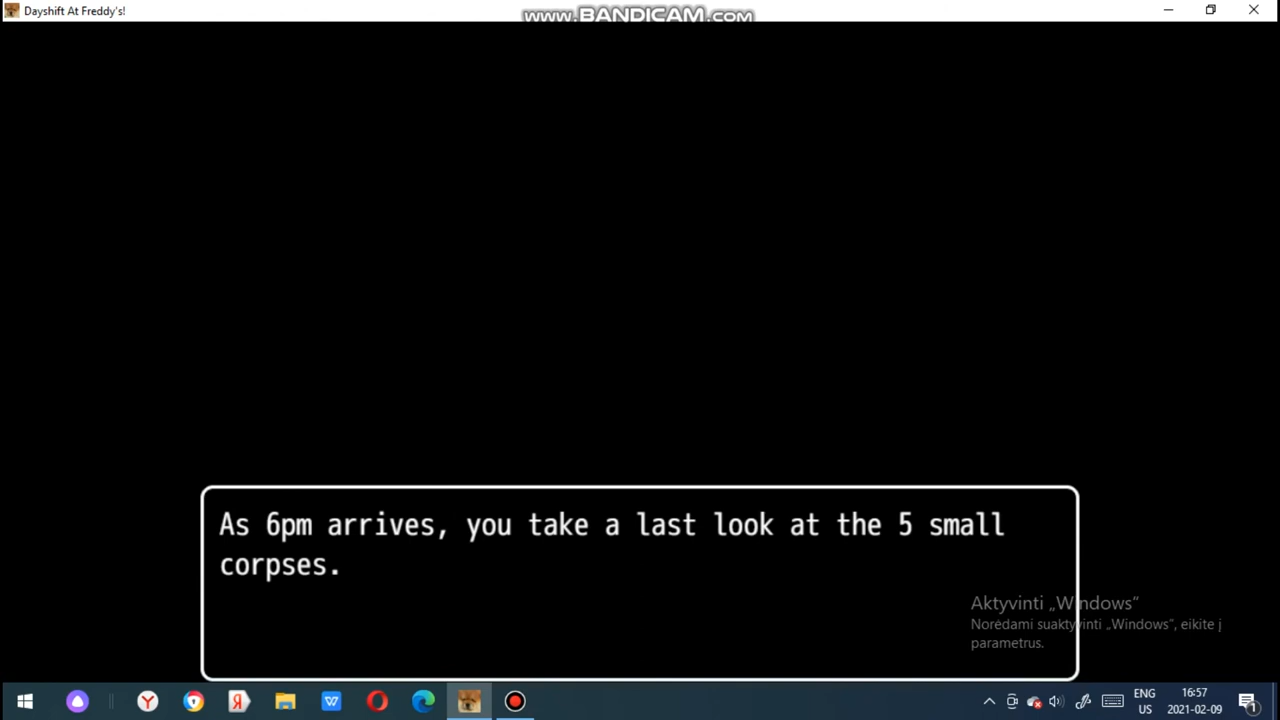 Dayshift At Freddy's!
www.BANDICAM.com
As 6pm arrives, you take a last look at the 5 small
corpses.
Aktyvinti „Windows“
Norėdami suaktyvinti „Windows“, eikite į
parametrus.
ENG
US
16:57
2021-02-09
1